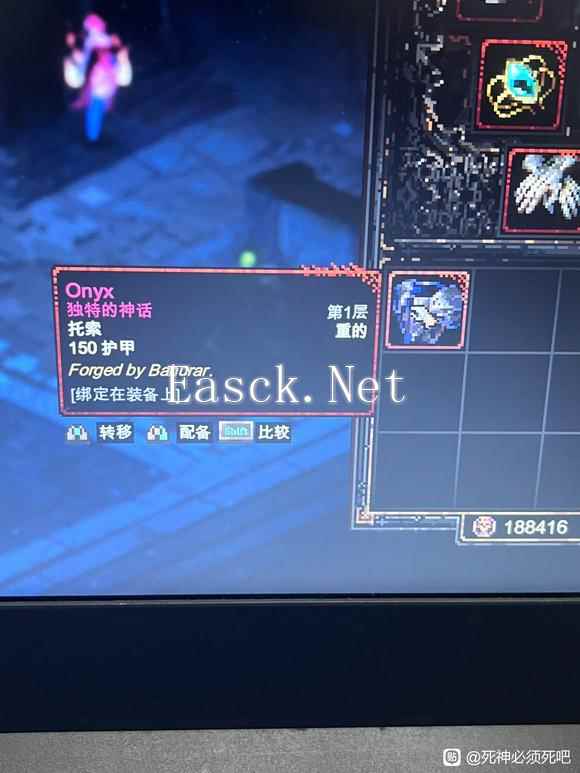 Onyx
独特的神话 第1层
托索 重的
150 护甲
Forged by Bandrar.
[绑定在装备上
Easck.Net
转移 配备 Shift 比较
188416
贴 @死神必须死吧